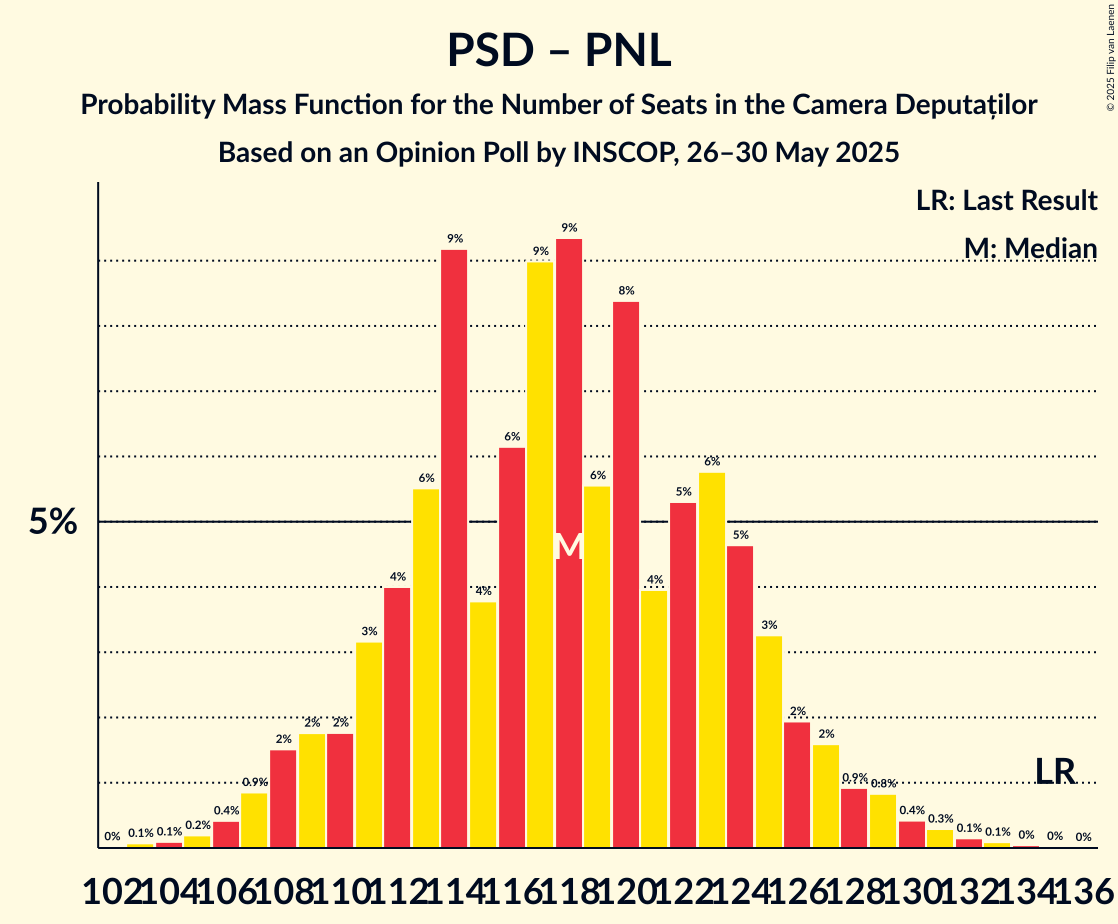 © 2025 Filip van Laenen
PSD – PNL
Probability Mass Function for the Number of Seats in the Camera Deputaților
Based on an Opinion Poll by INSCOP, 26–30 May 2025
LR: Last Result
M: Median
5%
0% 0.1% 0.1% 0.2% 0.4% 0.9% 2% 2% 2% 3% 4% 6% 9% 4% 6% 9% 9% 6% 8% 4% 5% 6% 5% 3% 2% 2% 0.9% 0.8% 0.4% 0.3% 0.1% 0.1% 0% 0% 0%
M
LR
102 104 106 108 110 112 114 116 118 120 122 124 126 128 130 132 134 136